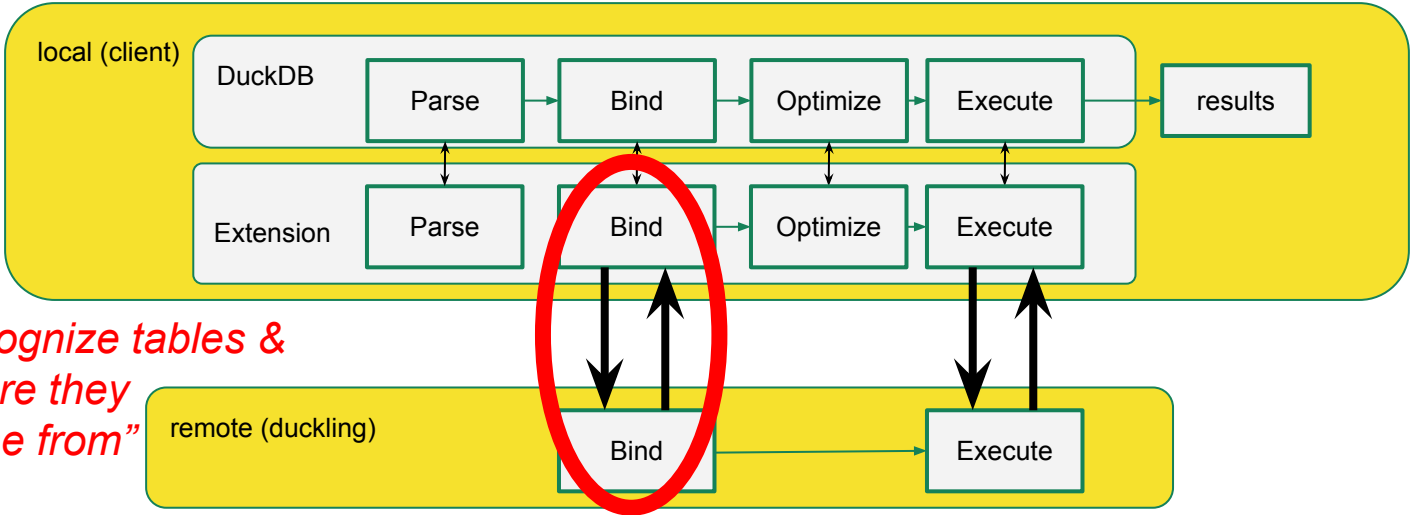 local (client)
DuckDB
Parse
Bind
Optimize
Execute
results
Extension
Parse
Bind
Optimize
Execute
ognize tables &
re they
e from”
remote (duckling)
Bind
Execute